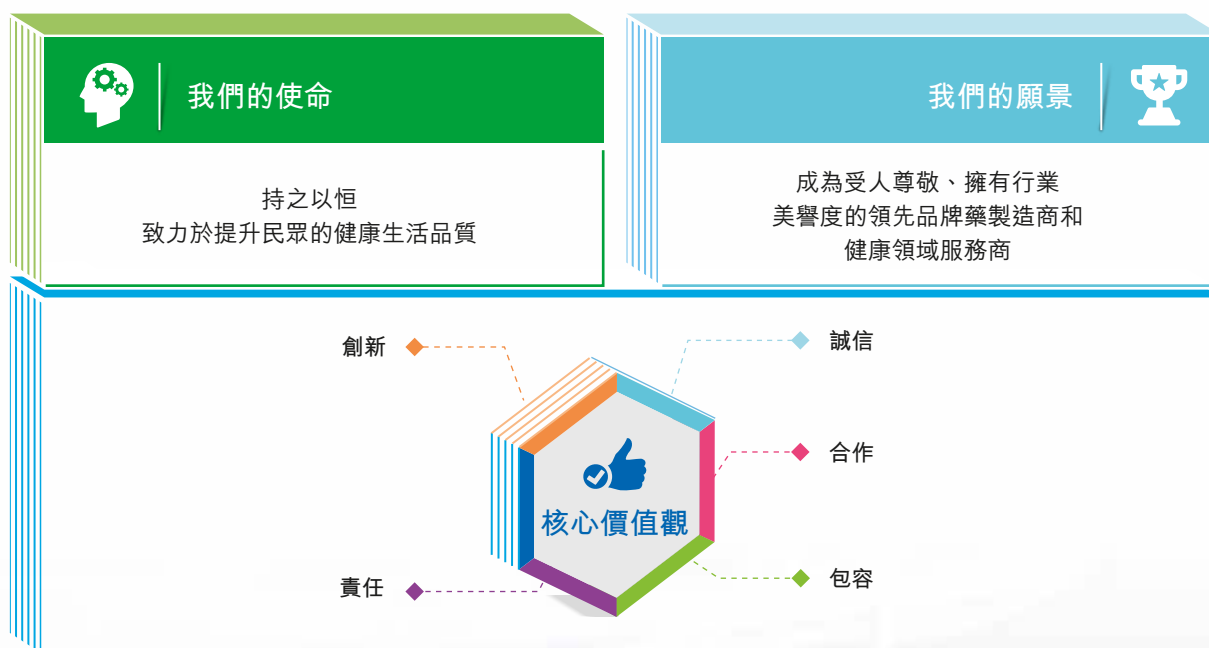 我們的使命
持之以恒
致力於提升民眾的健康生活品質
我們的願景
成為受人尊敬、擁有行業
美譽度的領先品牌藥製造商和
健康領域服務商
創新
誠信
合作
核心價值觀
責任
包容